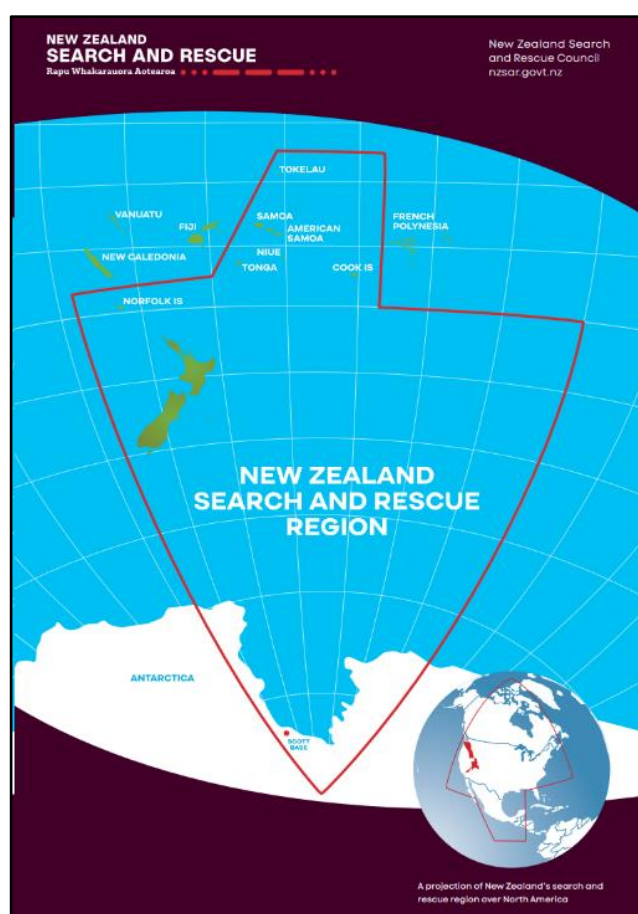 NEW ZEALAND
SEARCH AND RESCUE
Rapu Whakarauora Aotearoa
New Zealand Search
and Rescue Council
nzsar.govt.nz
TOKELAU
VANUATU
FIJI
SAMOA
AMERICAN
SAMOA
FRENCH
POLYNESIA
NEW CALEDONIA
NIUE
TONGA
COOK IS
NORFOLK IS
NEW ZEALAND
SEARCH AND RESCUE
REGION
ANTARCTICA
SCOTT
BASE
A projection of New Zealand's search and
rescue region over North America